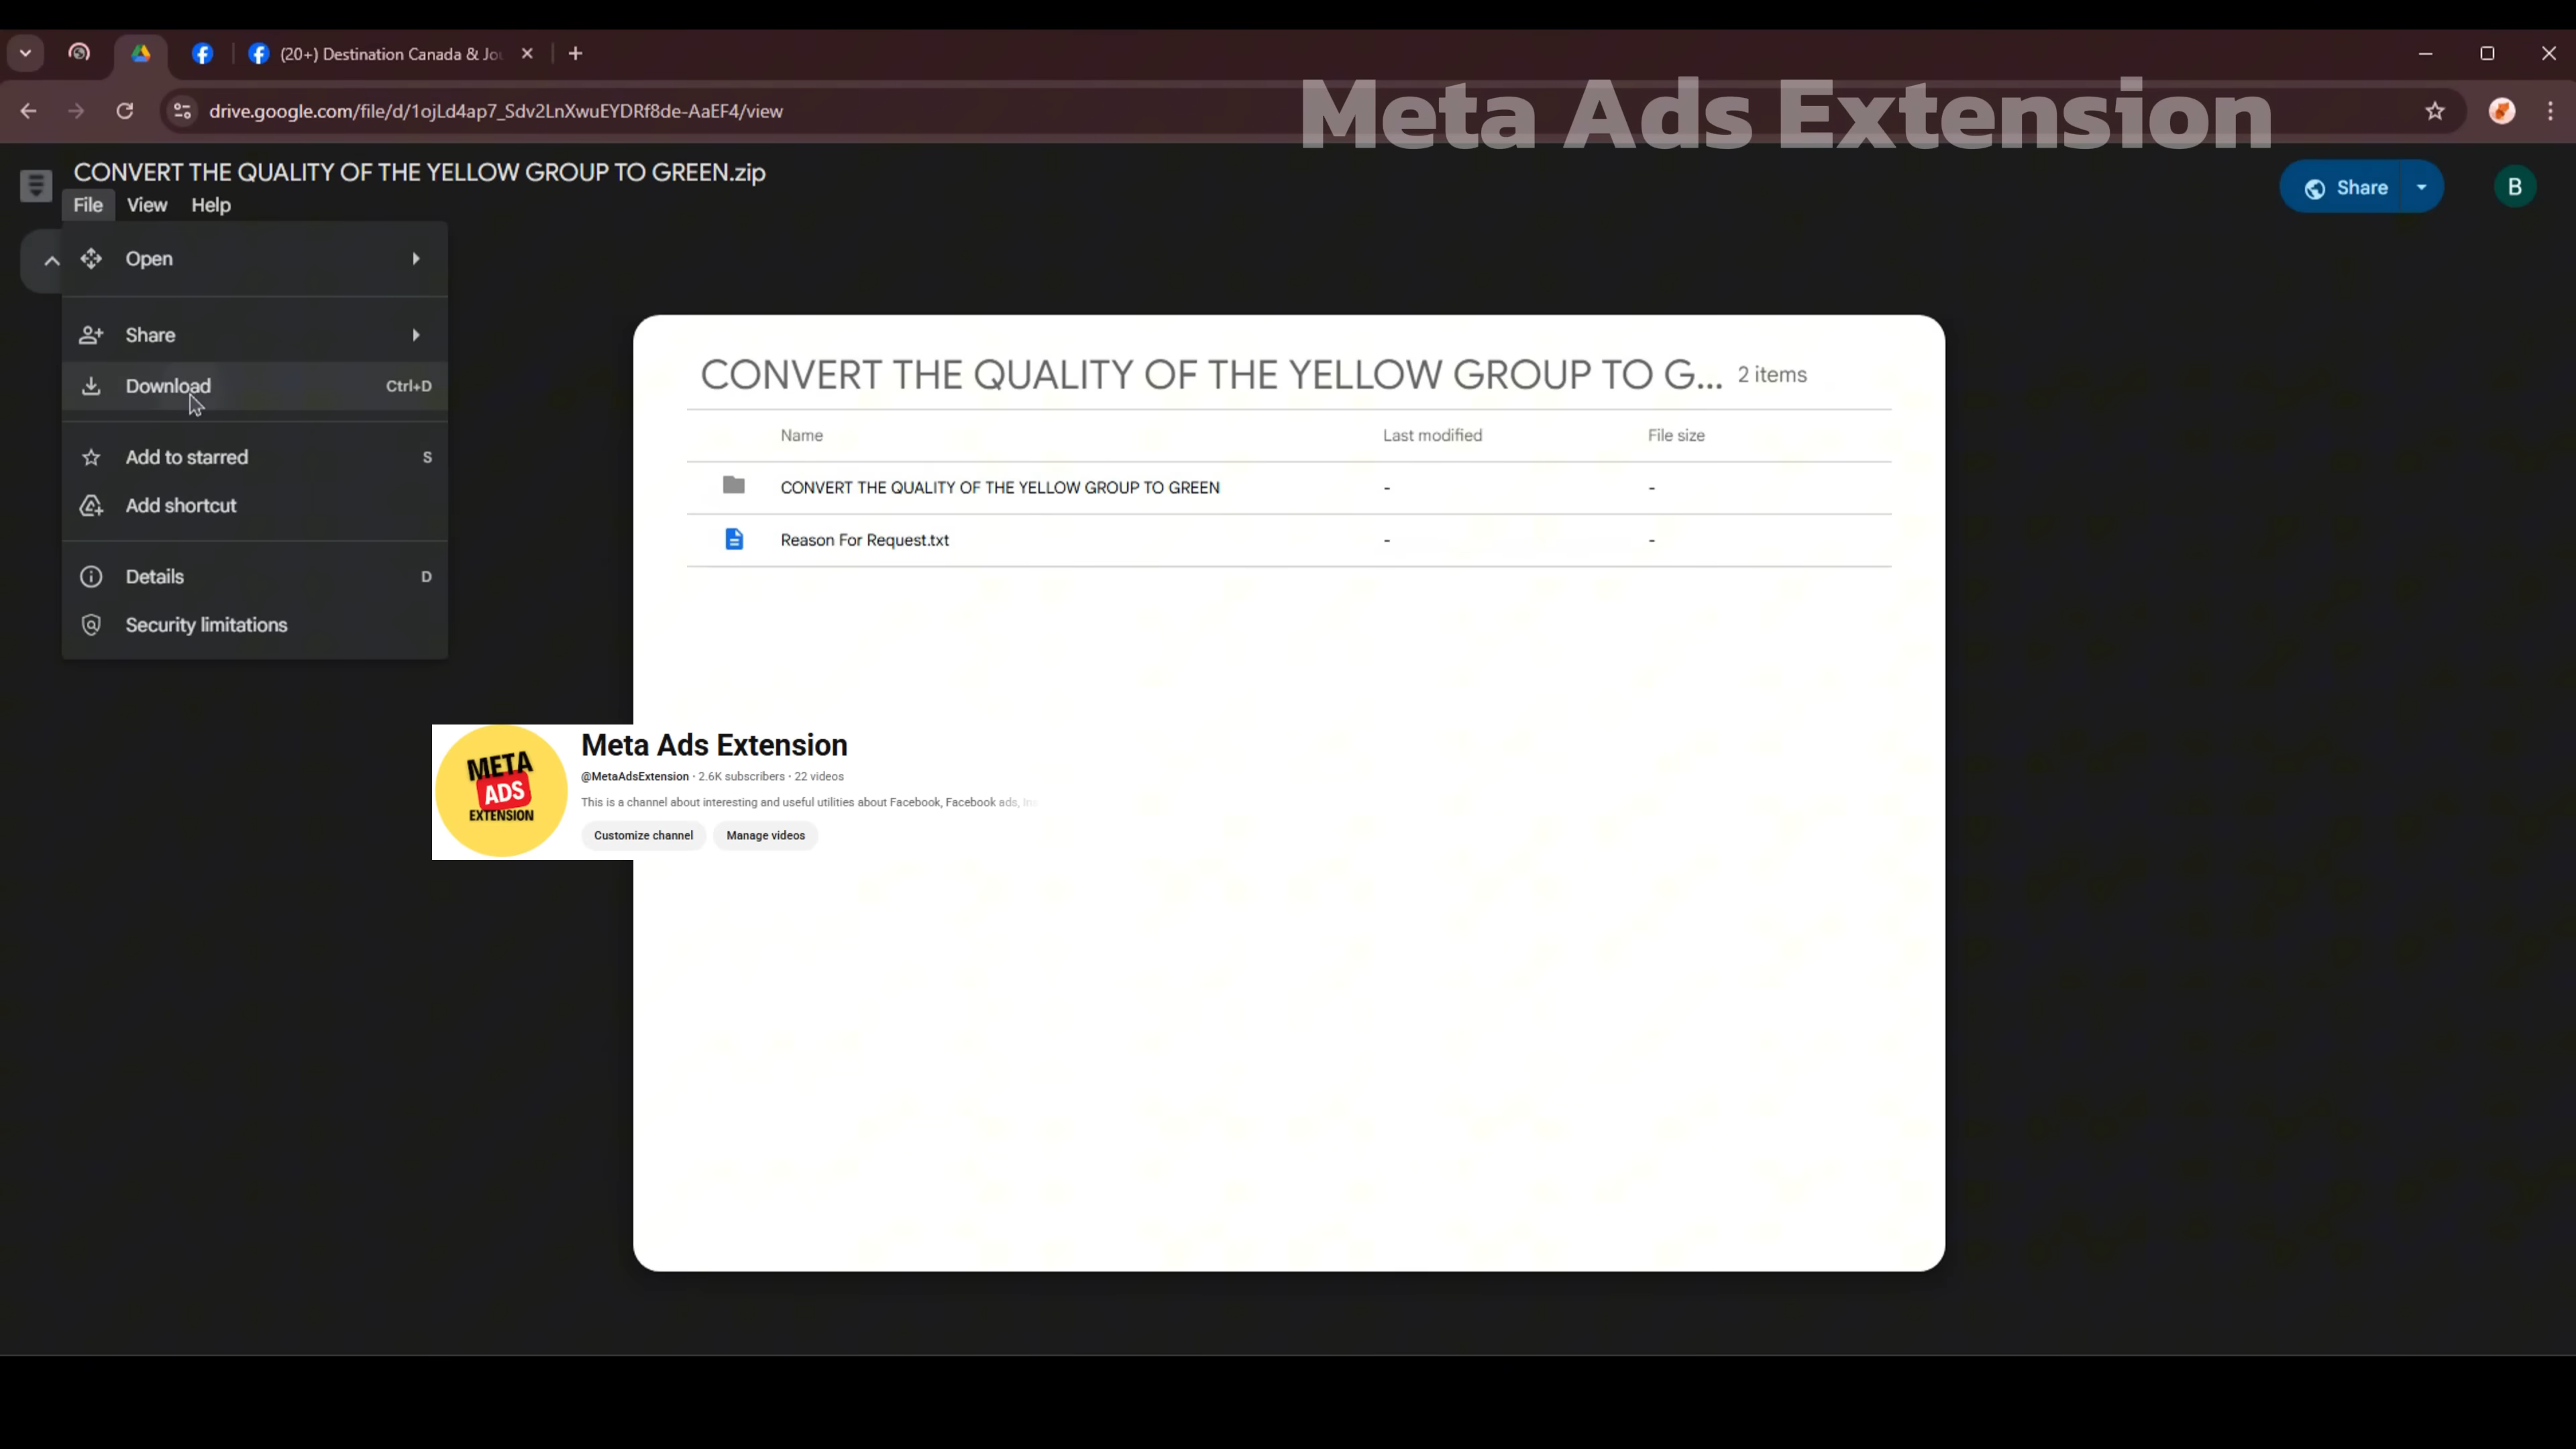 (20+) Destination Canada & Jo
drive.google.com/file/d/1ojLd4ap7_Sdv2LnXwuEYDRf8de-AaEF4/view
Meta Ads Extension
CONVERT THE QUALITY OF THE YELLOW GROUP TO GREEN.zip
File View Help
Share
B
Open
Share
Download Ctrl+D
Add to starred S
Add shortcut
Details D
Security limitations
CONVERT THE QUALITY OF THE YELLOW GROUP TO G... 2 items
Name Last modified File size
CONVERT THE QUALITY OF THE YELLOW GROUP TO GREEN - -
Reason For Request.txt - -
META
ADS
EXTENSION
Meta Ads Extension
@MetaAdsExtension · 2.6K subscribers · 22 videos
This is a channel about interesting and useful utilities about Facebook, Facebook ads,
Customize channel Manage videos